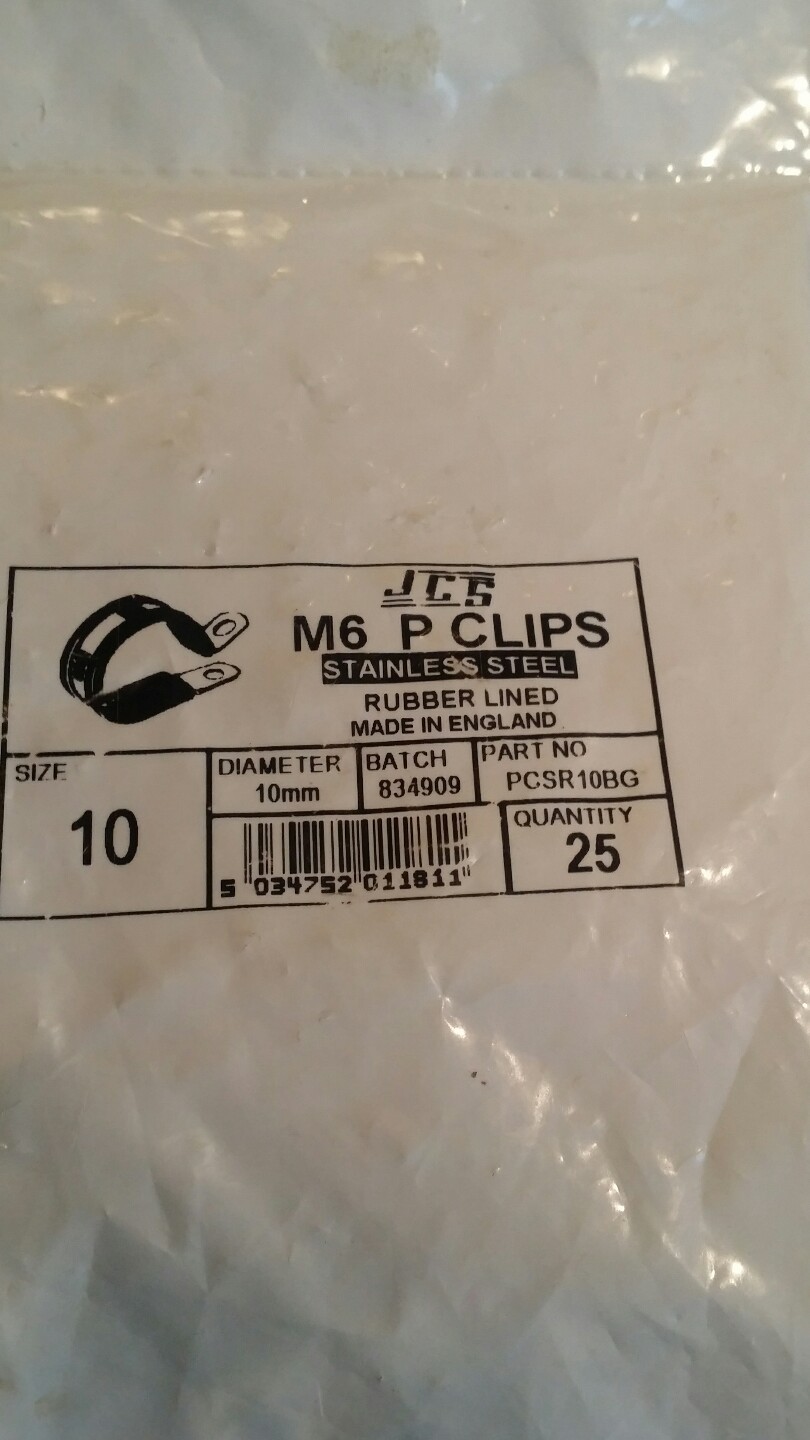 JCS
M6 P CLIPS
STAINLESS STEEL
RUBBER LINED
MADE IN ENGLAND
SIZE
10
DIAMETER
10mm
BATCH
834909
PART NO
PCSR10BG
5 034752 011811
QUANTITY
25